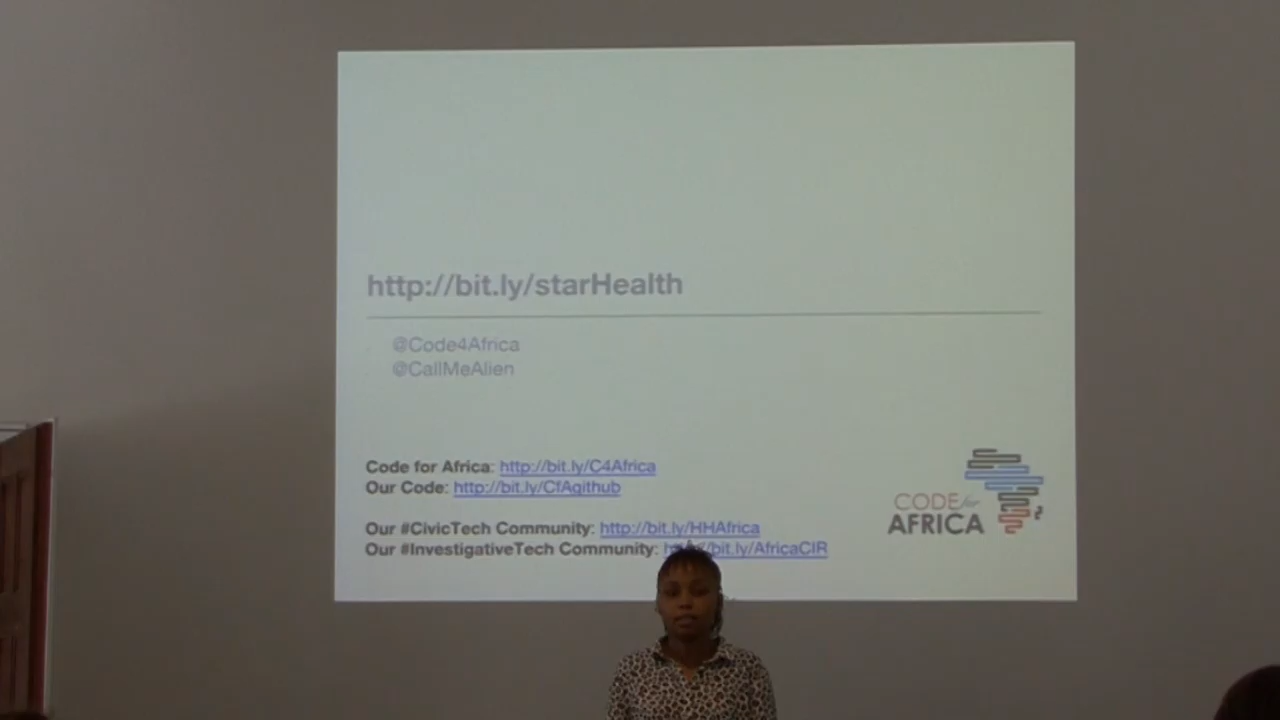 http://bit.ly/starHealth
@Code4Africa
@CallMeAlien
Code for Africa: http://bit.ly/C4Africa
Our Code: http://bit.ly/CfAgithub
Our #CivicTech Community: http://bit.ly/HHAfrica
Our #InvestigativeTech Community: http://bit.ly/AfricaCIR
CODE for
AFRICA